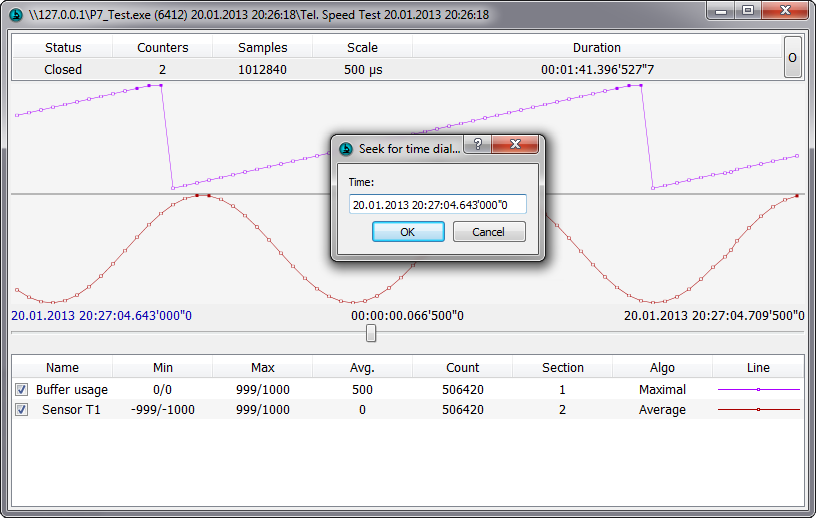 \\127.0.0.1\P7_Test.exe (6412) 20.01.2013 20:26:18\Tel. Speed Test 20.01.2013 20:26:18
Status Counters Samples Scale Duration
Closed 2 1012840 500 µs 00:01:41.396'527"7
O
Seek for time dial...
?
Time:
20.01.2013 20:27:04.643'000"0
OK Cancel
20.01.2013 20:27:04.643'000"0 00:00:00.066'500"0 20.01.2013 20:27:04.709'500"0
Name Min Max Avg. Count Section Algo Line
Buffer usage 0/0 999/1000 500 506420 1 Maximal
Sensor T1 -999/-1000 999/1000 0 506420 2 Average